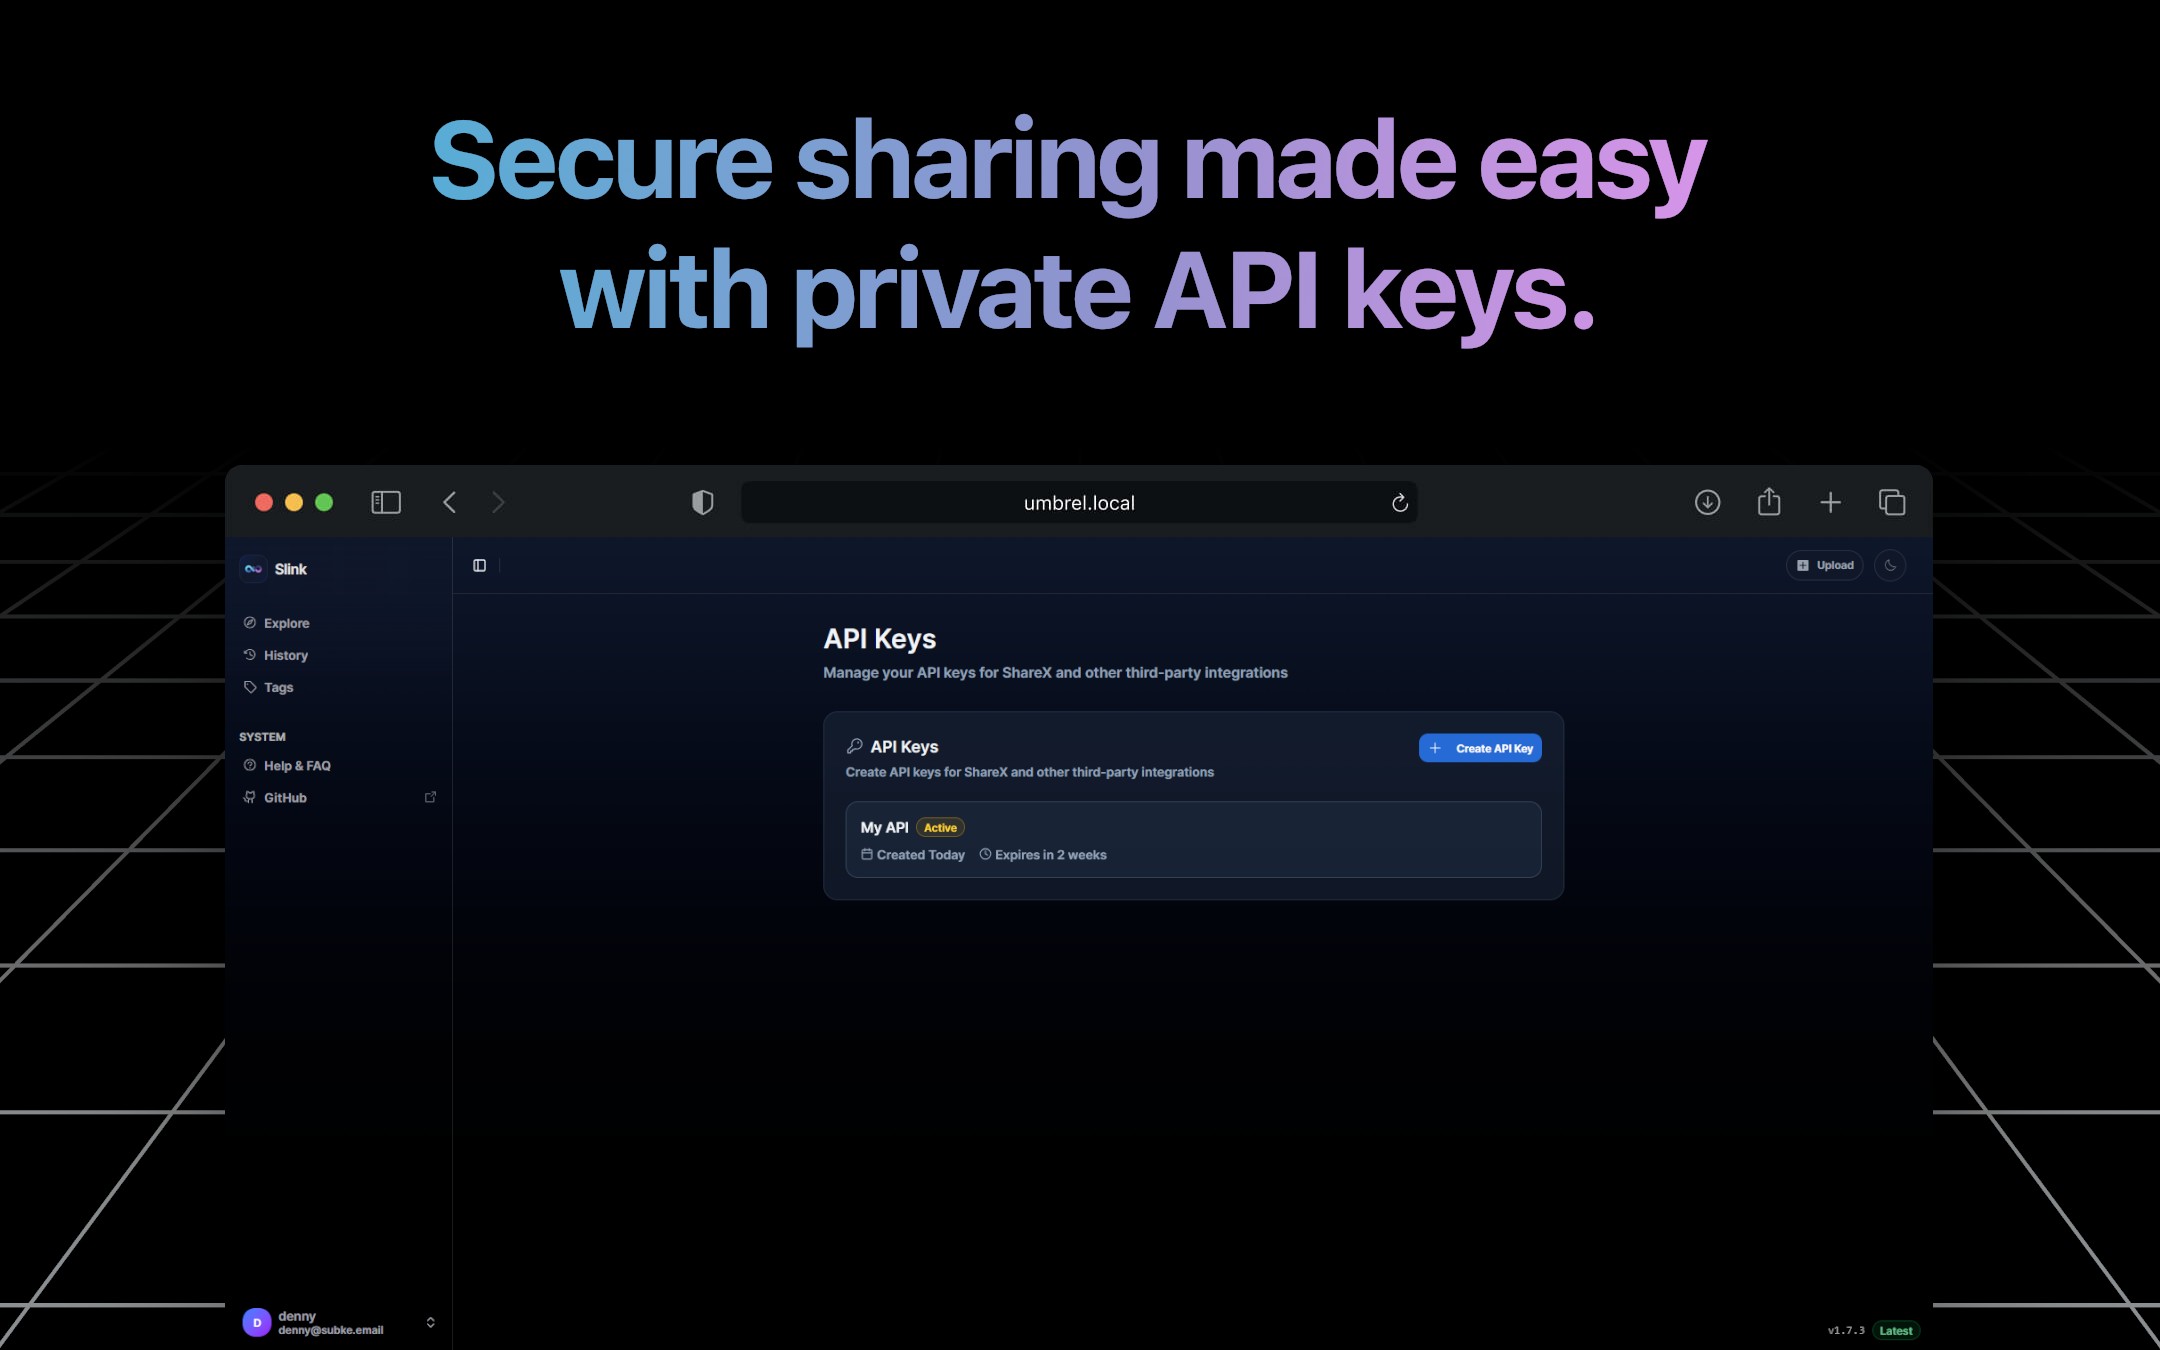 Secure sharing made easy
with private API keys.
umbrel.local
Slink
Upload
Explore
History
Tags
SYSTEM
Help & FAQ
GitHub
API Keys
Manage your API keys for ShareX and other third-party integrations
API Keys
Create API Key
Create API keys for ShareX and other third-party integrations
My API Active
Created Today Expires in 2 weeks
D
denny
denny@subke.email
v1.7.3 Latest